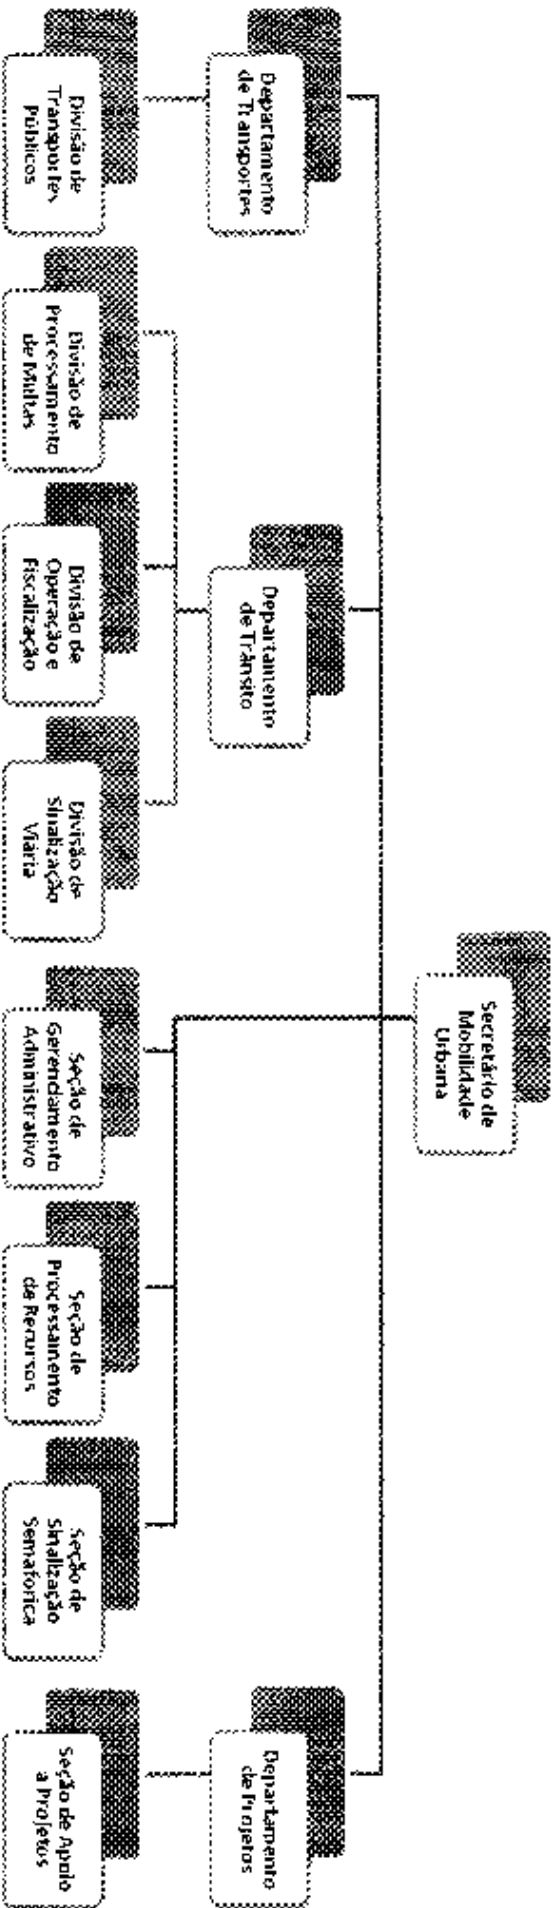 Secretário de
Mobilidade
Urbana
Departamento
de Transportes
Departamento
de Trânsito
Departamento
de Projetos
Divisão de
Transportes
Públicos
Divisão de
Processamento
de Multas
Divisão de
Operação e
Fiscalização
Divisão de
Sinalização
Viária
Seção de
Gerenciamento
Administrativo
Seção de
Processamento
de Recursos
Seção de
Sinalização
Semafórica
Seção de Apoio
a Projetos